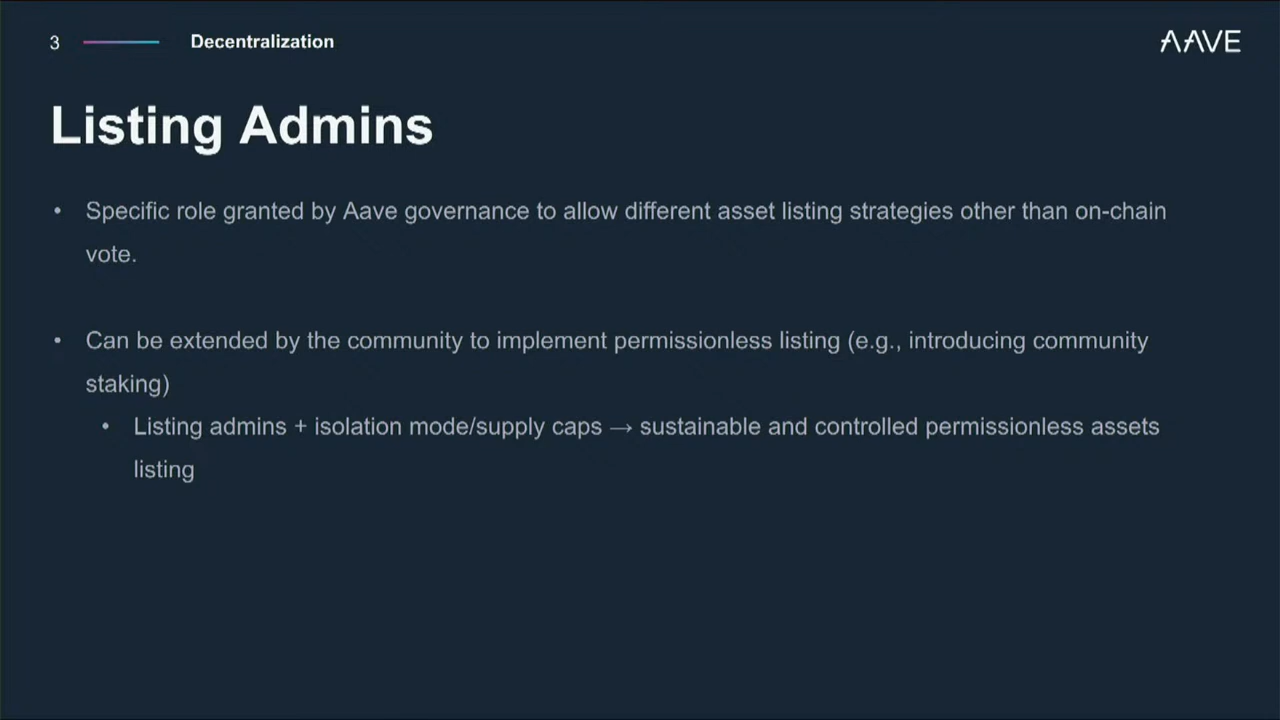 3 Decentralization AAVE
Listing Admins
• Specific role granted by Aave governance to allow different asset listing strategies other than on-chain
vote.
• Can be extended by the community to implement permissionless listing (e.g., introducing community
staking)
• Listing admins + isolation mode/supply caps → sustainable and controlled permissionless assets
listing